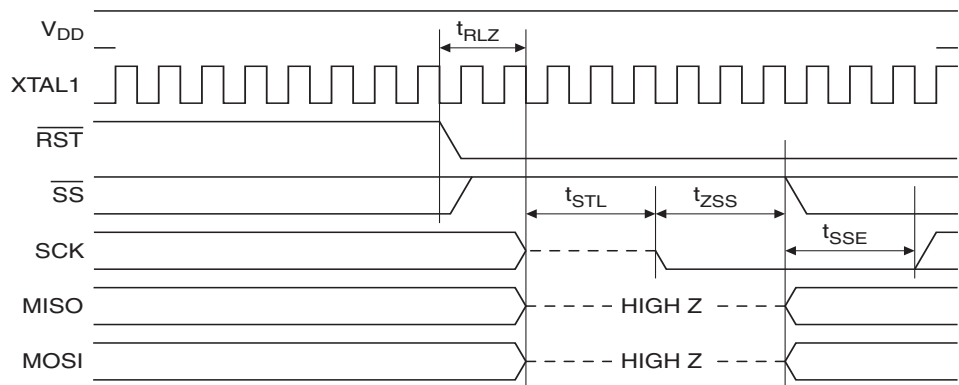 VDD
tRLZ
XTAL1
RST
SS
tSTL
tZSS
tSSE
SCK
MISO
HIGH Z
MOSI
HIGH Z